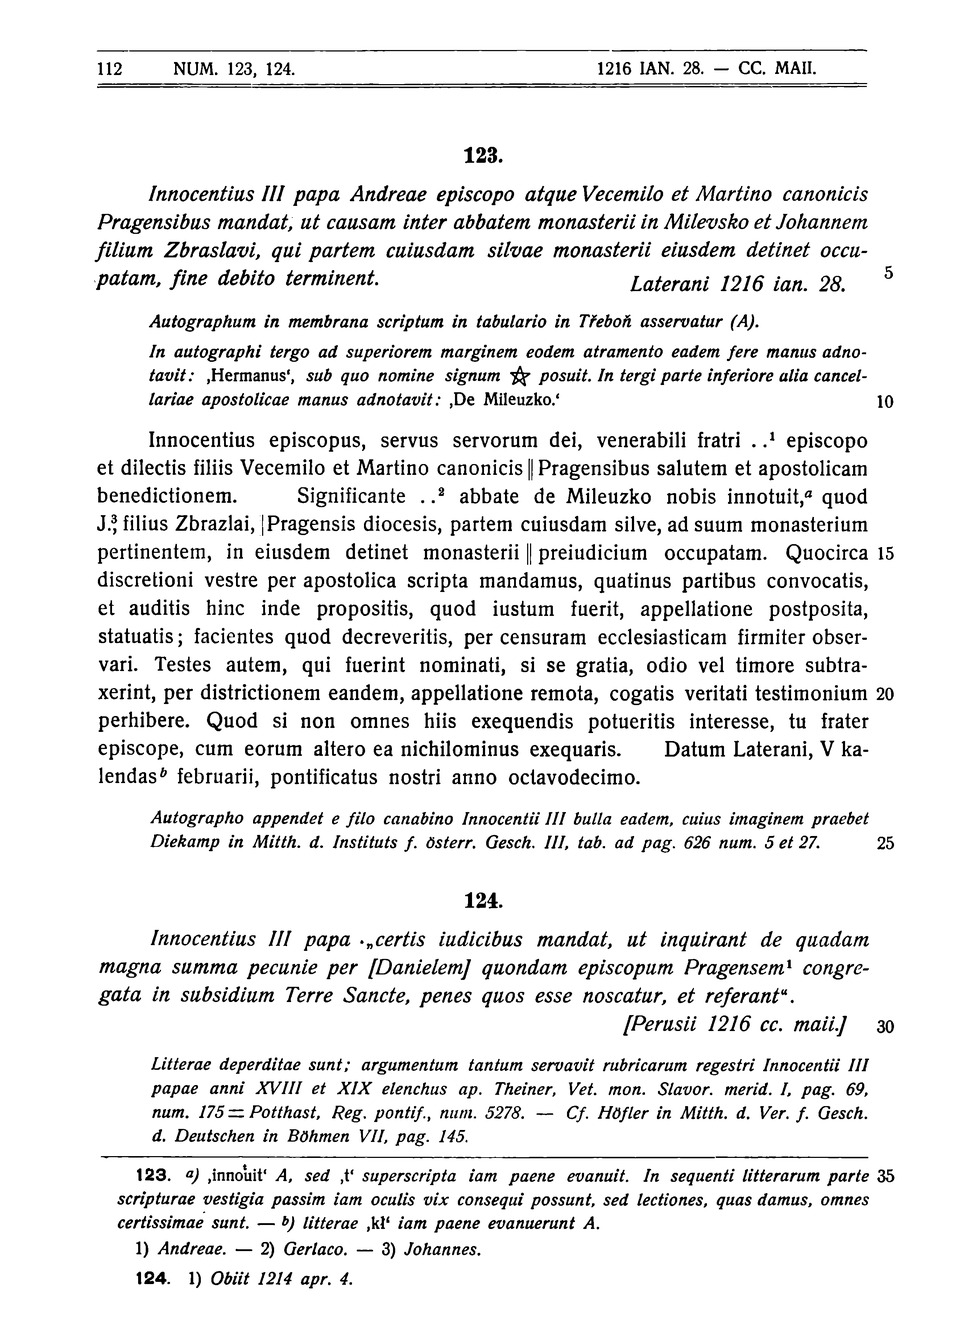 112 NUM. 123, 124. 1216 IAN. 28. — CC. MAII.
123.
Innocentius III papa Andreae episcopo atque Vecemilo et Martino canonicis
Pragensibus mandat, ut causam inter abbatem monasterii in Milevsko et Johannem
filium Zbraslavi, qui partem cuiusdam silvae monasterii eiusdem detinet occu-
patam, fine debito terminent. Laterani 1216 ian. 28. 5
Autographum in membrana scriptum in tabulario in Třeboň asservatur (A).
In autographi tergo ad superiorem marginem eodem atramento eadem fere manus adno-
tavit: ‚Hermanus‘, sub quo nomine signum ☆ posuit. In tergi parte inferiore alia cancel-
lariae apostolicae manus adnotavit: ‚De Mileuzko.‘ 10
Innocentius episcopus, servus servorum dei, venerabili fratri . .¹ episcopo
et dilectis filiis Vecemilo et Martino canonicis || Pragensibus salutem et apostolicam
benedictionem. Significante . .² abbate de Mileuzko nobis innotuit,ᵃ quod
J.,³ filius Zbrazlai, | Pragensis diocesis, partem cuiusdam silve, ad suum monasterium
pertinentem, in eiusdem detinet monasterii || preiudicium occupatam. Quocirca 15
discretioni vestre per apostolica scripta mandamus, quatinus partibus convocatis,
et auditis hinc inde propositis, quod iustum fuerit, appellatione postposita,
statuatis; facientes quod decreveritis, per censuram ecclesiasticam firmiter obser-
vari. Testes autem, qui fuerint nominati, si se gratia, odio vel timore subtra-
xerint, per districtionem eandem, appellatione remota, cogatis veritati testimonium 20
perhibere. Quod si non omnes hiis exequendis potueritis interesse, tu frater
episcope, cum eorum altero ea nichilominus exequaris. Datum Laterani, V ka-
lendasᵇ februarii, pontificatus nostri anno octavodecimo.
Autographo appendet e filo canabino Innocentii III bulla eadem, cuius imaginem praebet
Diekamp in Mitth. d. Instituts f. österr. Gesch. III, tab. ad pag. 626 num. 5 et 27. 25
124.
Innocentius III papa „certis iudicibus mandat, ut inquirant de quadam
magna summa pecunie per [Danielem] quondam episcopum Pragensem¹ congre-
gata in subsidium Terre Sancte, penes quos esse noscatur, et referant“.
[Perusii 1216 cc. maii.] 30
Litterae deperditae sunt; argumentum tantum servavit rubricarum regestri Innocentii III
papae anni XVIII et XIX elenchus ap. Theiner, Vet. mon. Slavor. merid. I, pag. 69,
num. 175 = Potthast, Reg. pontif., num. 5278. — Cf. Höfler in Mitth. d. Ver. f. Gesch.
d. Deutschen in Böhmen VII, pag. 145.
123. a) ‚innoᵗuit‘ A, sed ‚t‘ superscripta iam paene evanuit. In sequenti litterarum parte 35
scripturae vestigia passim iam oculis vix consequi possunt, sed lectiones, quas damus, omnes
certissimae sunt. — b) litterae ‚kł‘ iam paene evanuerunt A.
1) Andreae. — 2) Gerlaco. — 3) Johannes.
124. 1) Obiit 1214 apr. 4.